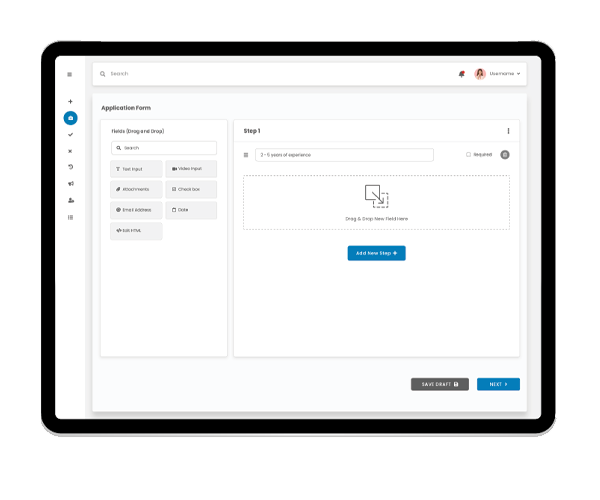 Search
Username
Application Form
Fields (Drag and Drop)
Search
Text Input
Video Input
Attachments
Check box
Email Address
Date
Edit HTML
Step 1
2 - 5 years of experience
Required
Drag & Drop New Field Here
Add New Step +
SAVE DRAFT
NEXT